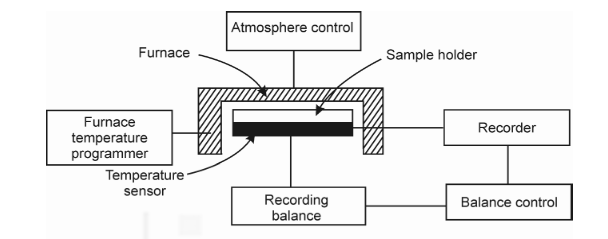 Atmosphere control
Furnace
Sample holder
Furnace
temperature
programmer
Recorder
Temperature
sensor
Recording
balance
Balance control